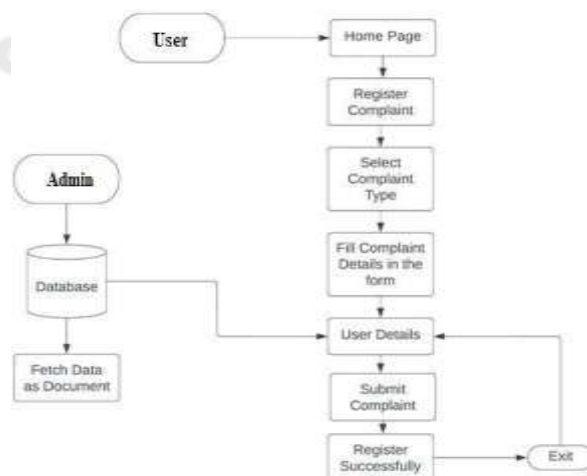 User
Home Page
Register
Complaint
Select
Complaint
Type
Admin
Fill Complaint
Details in the
form
Database
User Details
Fetch Data
as Document
Submit
Complaint
Register
Successfully
Exit